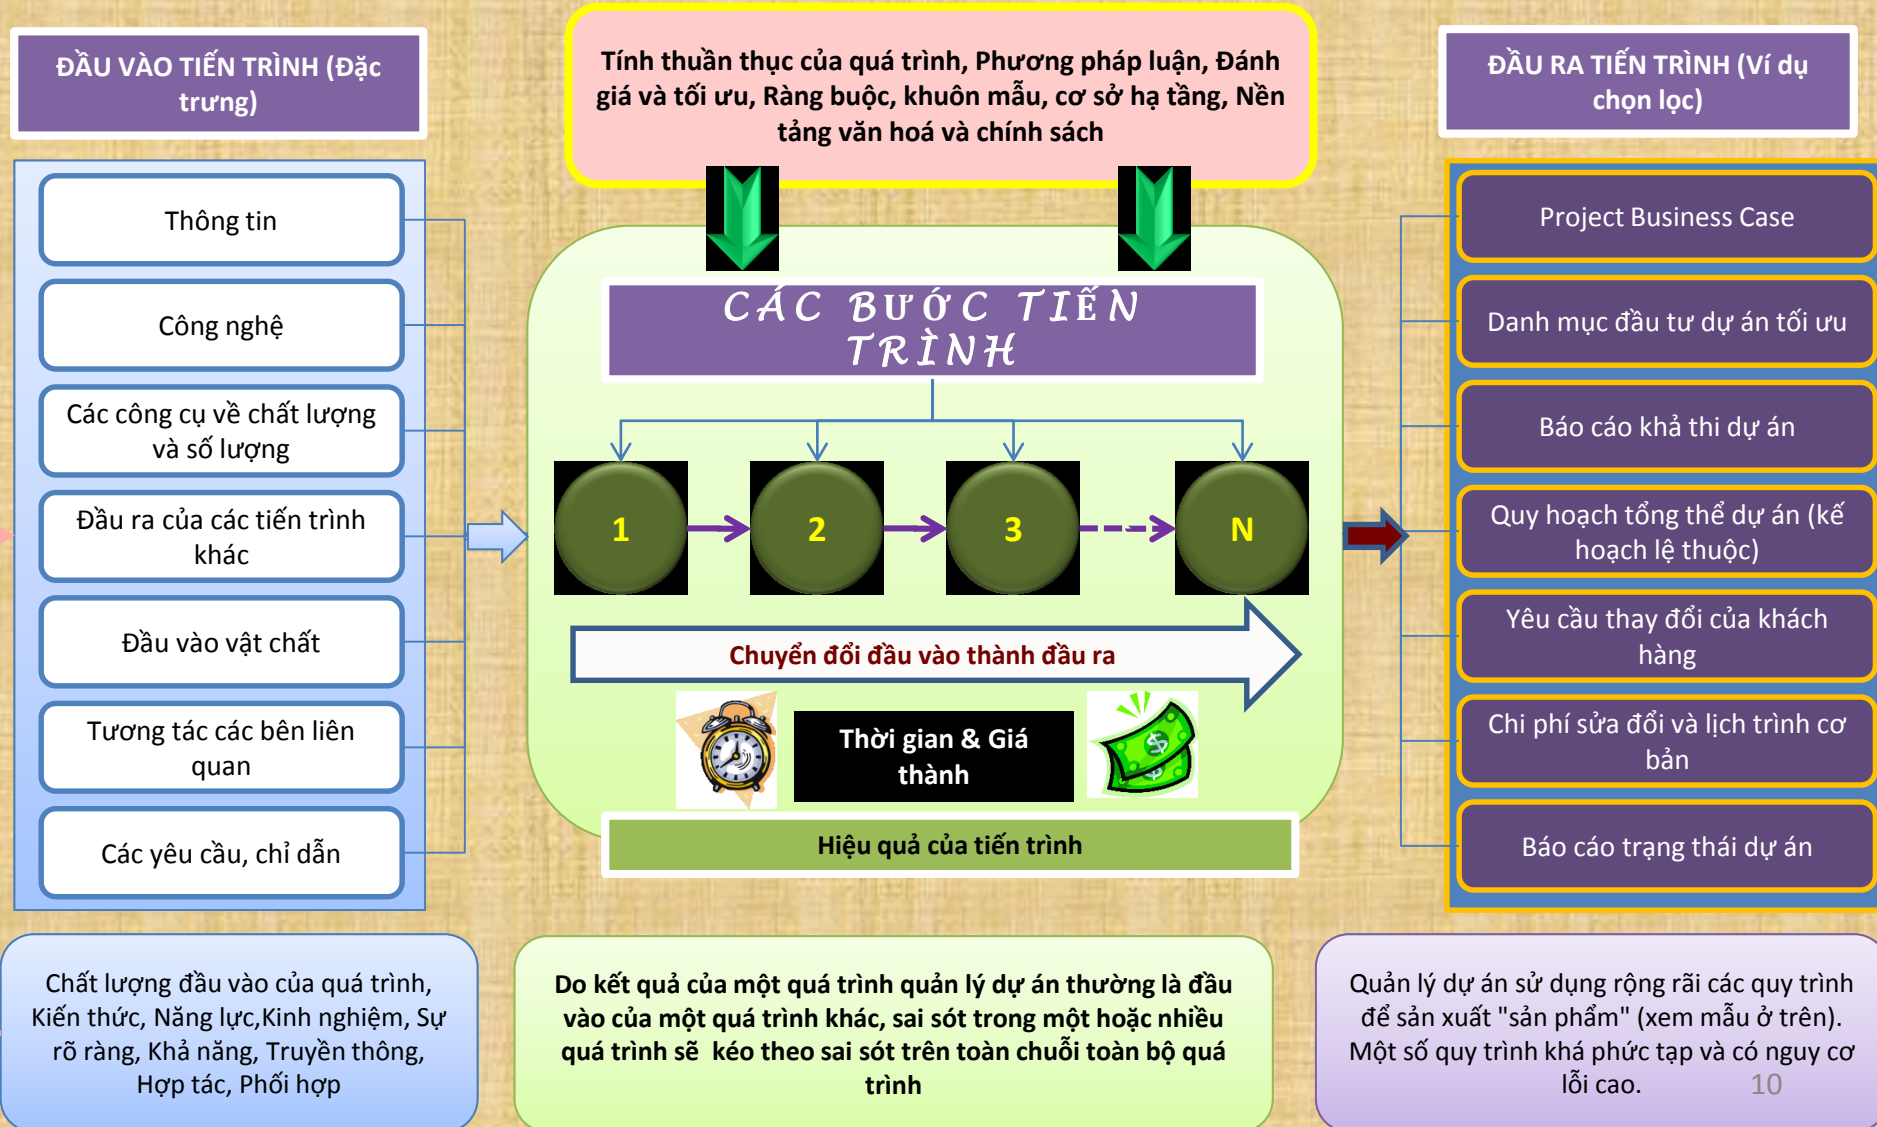 ĐẦU VÀO TIẾN TRÌNH (Đặc
trưng)
Thông tin
Công nghệ
Các công cụ về chất lượng
và số lượng
Đầu ra của các tiến trình
khác
Đầu vào vật chất
Tương tác các bên liên
quan
Các yêu cầu, chỉ dẫn
Chất lượng đầu vào của quá trình,
Kiến thức, Năng lực,Kinh nghiệm, Sự
rõ ràng, Khả năng, Truyền thông,
Hợp tác, Phối hợp
Tính thuần thục của quá trình, Phương pháp luận, Đánh
giá và tối ưu, Ràng buộc, khuôn mẫu, cơ sở hạ tầng, Nền
tảng văn hoá và chính sách
CÁC BƯỚC TIẾN
TRÌNH
1
2
3
N
Chuyển đổi đầu vào thành đầu ra
Thời gian & Giá
thành
Hiệu quả của tiến trình
Do kết quả của một quá trình quản lý dự án thường là đầu
vào của một quá trình khác, sai sót trong một hoặc nhiều
quá trình sẽ kéo theo sai sót trên toàn chuỗi toàn bộ quá
trình
ĐẦU RA TIẾN TRÌNH (Ví dụ
chọn lọc)
Project Business Case
Danh mục đầu tư dự án tối ưu
Báo cáo khả thi dự án
Quy hoạch tổng thể dự án (kế
hoạch lệ thuộc)
Yêu cầu thay đổi của khách
hàng
Chi phí sửa đổi và lịch trình cơ
bản
Báo cáo trạng thái dự án
Quản lý dự án sử dụng rộng rãi các quy trình
để sản xuất "sản phẩm" (xem mẫu ở trên).
Một số quy trình khá phức tạp và có nguy cơ
lỗi cao.
10